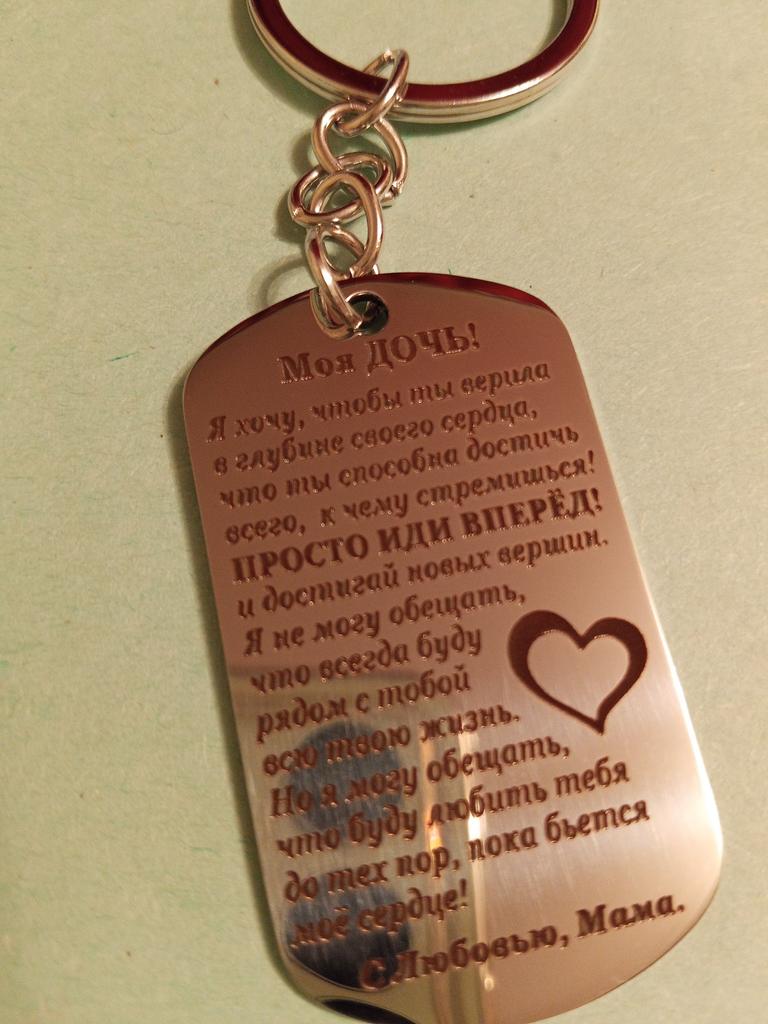 Моя ДОЧЬ!
Я хочу, чтобы ты верила
в глубине своего сердца,
что ты способна достичь
всего, к чему стремишься!
ПРОСТО ИДИ ВПЕРЁД!
и достигай новых вершин.
Я не могу обещать,
что всегда буду
рядом с тобой
всю твою жизнь.
Но я могу обещать,
что буду любить тебя
до тех пор, пока бьется
моё сердце!
С Любовью, Мама.